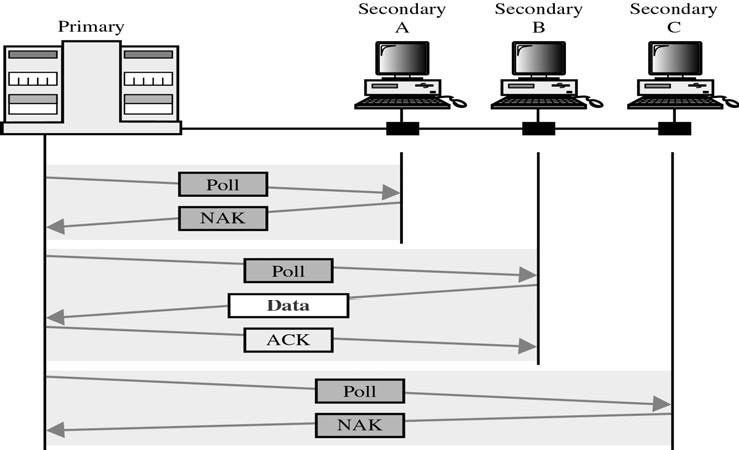 Primary
Secondary
A
Secondary
B
Secondary
C
Poll
NAK
Poll
Data
ACK
Poll
NAK